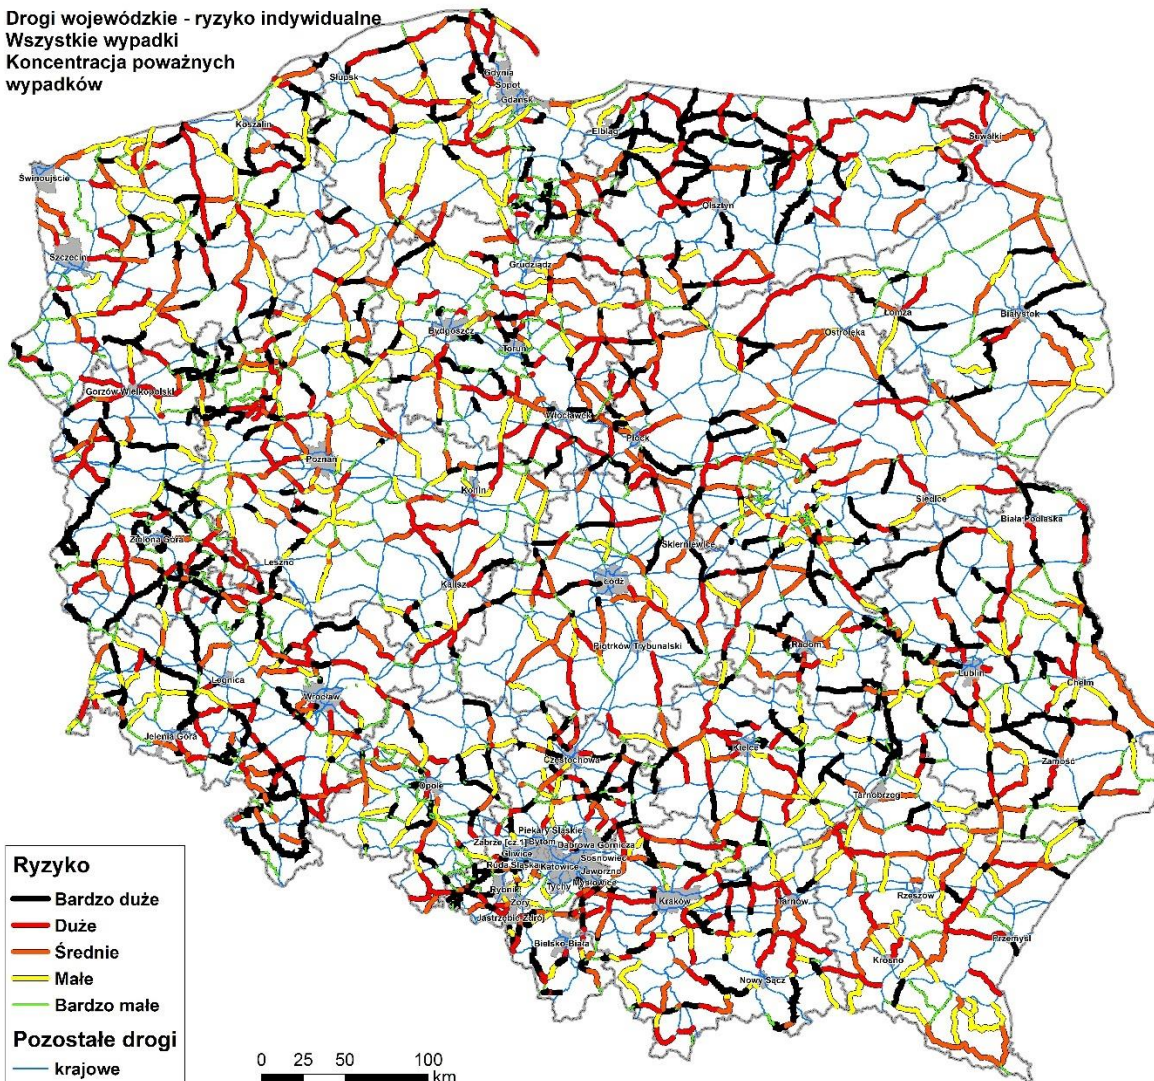 Drogi wojewódzkie - ryzyko indywidualne
Wszystkie wypadki
Koncentracja poważnych
wypadków
Gdynia
Słupsk
Sopot
Gdańsk
Koszalin
Elbląg
Suwałki
Świnoujście
Olsztyn
Szczecin
Grudziądz
Łomża
Białystok
Bydgoszcz
Ostrołęka
Toruń
Gorzów Wielkopolski
Włocławek
Płock
Poznań
Konin
Siedlce
Biała Podlaska
Zielona Góra
Skierniewice
Leszno
Kalisz
Łódź
Piotrków Trybunalski
Radom
Lublin
Legnica
Chełm
Wrocław
Jelenia Góra
Kielce
Częstochowa
Zamość
Opole
Tarnobrzeg
Piekary Śląskie
Zabrze [cz.1]
Bytom
Dąbrowa Górnicza
Gliwice
Sosnowiec
Ruda Śląska
Katowice
Jaworzno
Tychy
Mysłowice
Rybnik
Żory
Kraków
Tarnów
Rzeszów
Jastrzębie-Zdrój
Bielsko-Biała
Przemyśl
Krosno
Nowy Sącz
Ryzyko
Bardzo duże
Duże
Średnie
Małe
Bardzo małe
Pozostałe drogi
krajowe
0 25 50 100
km